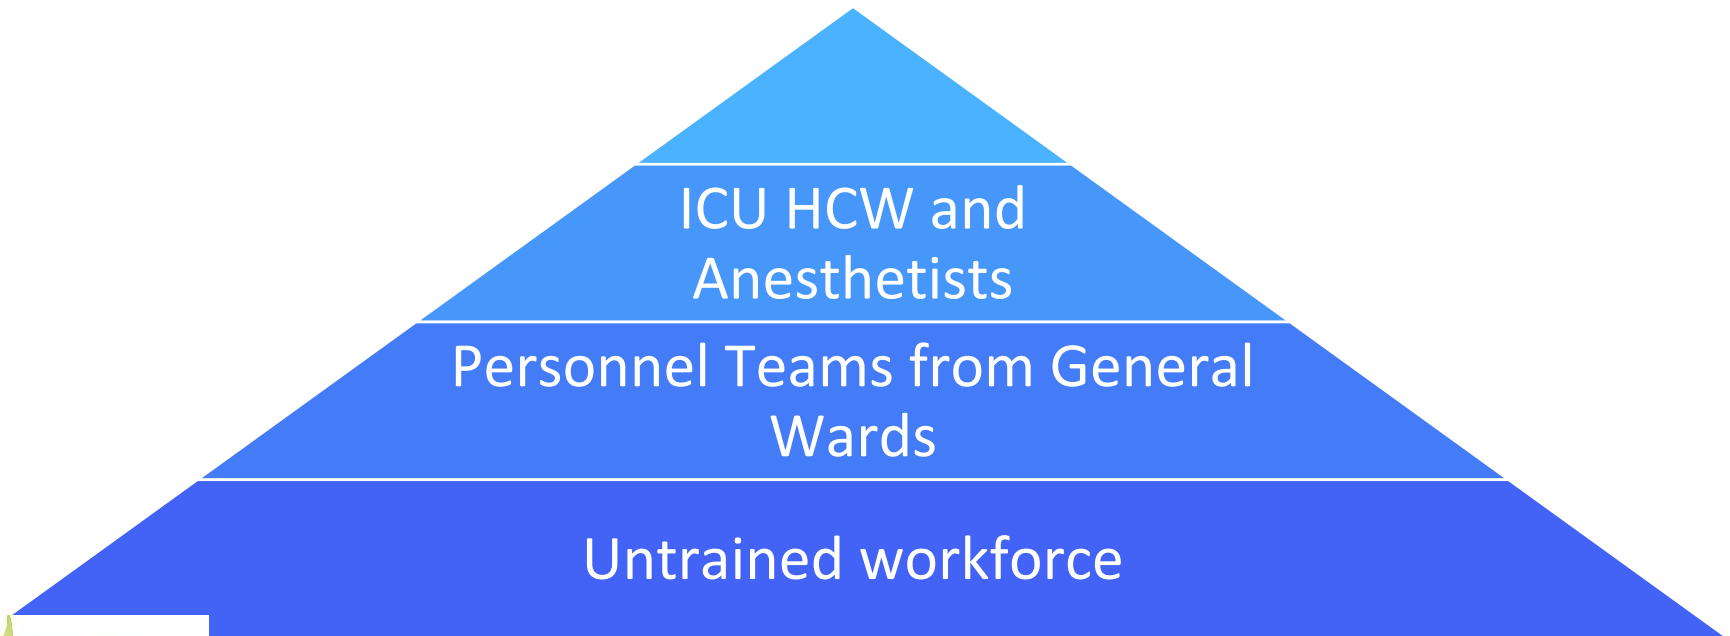 ICU HCW and
Anesthetists
Personnel Teams from General
Wards
Untrained workforce